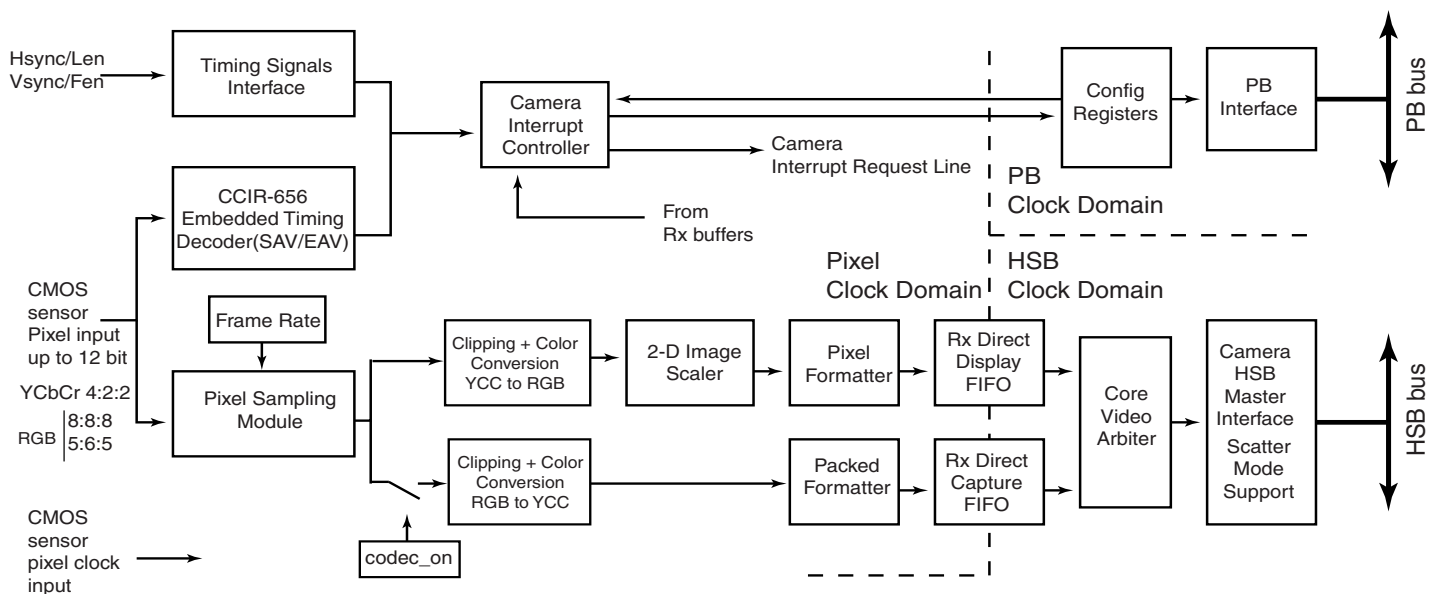 Hsync/Len
Vsync/Fen
Timing Signals
Interface
CCIR-656
Embedded Timing
Decoder(SAV/EAV)
Camera
Interrupt
Controller
Camera
Interrupt Request Line
From
Rx buffers
Config
Registers
PB
Interface
PB bus
PB
Clock Domain
Pixel
Clock Domain
HSB
Clock Domain
CMOS
sensor
Pixel input
up to 12 bit
YCbCr 4:2:2
RGB
8:8:8
5:6:5
Frame Rate
Pixel Sampling
Module
Clipping + Color
Conversion
YCC to RGB
2-D Image
Scaler
Pixel
Formatter
Rx Direct
Display
FIFO
Clipping + Color
Conversion
RGB to YCC
Packed
Formatter
Rx Direct
Capture
FIFO
Core
Video
Arbiter
Camera
HSB
Master
Interface
Scatter
Mode
Support
HSB bus
CMOS
sensor
pixel clock
input
codec_on